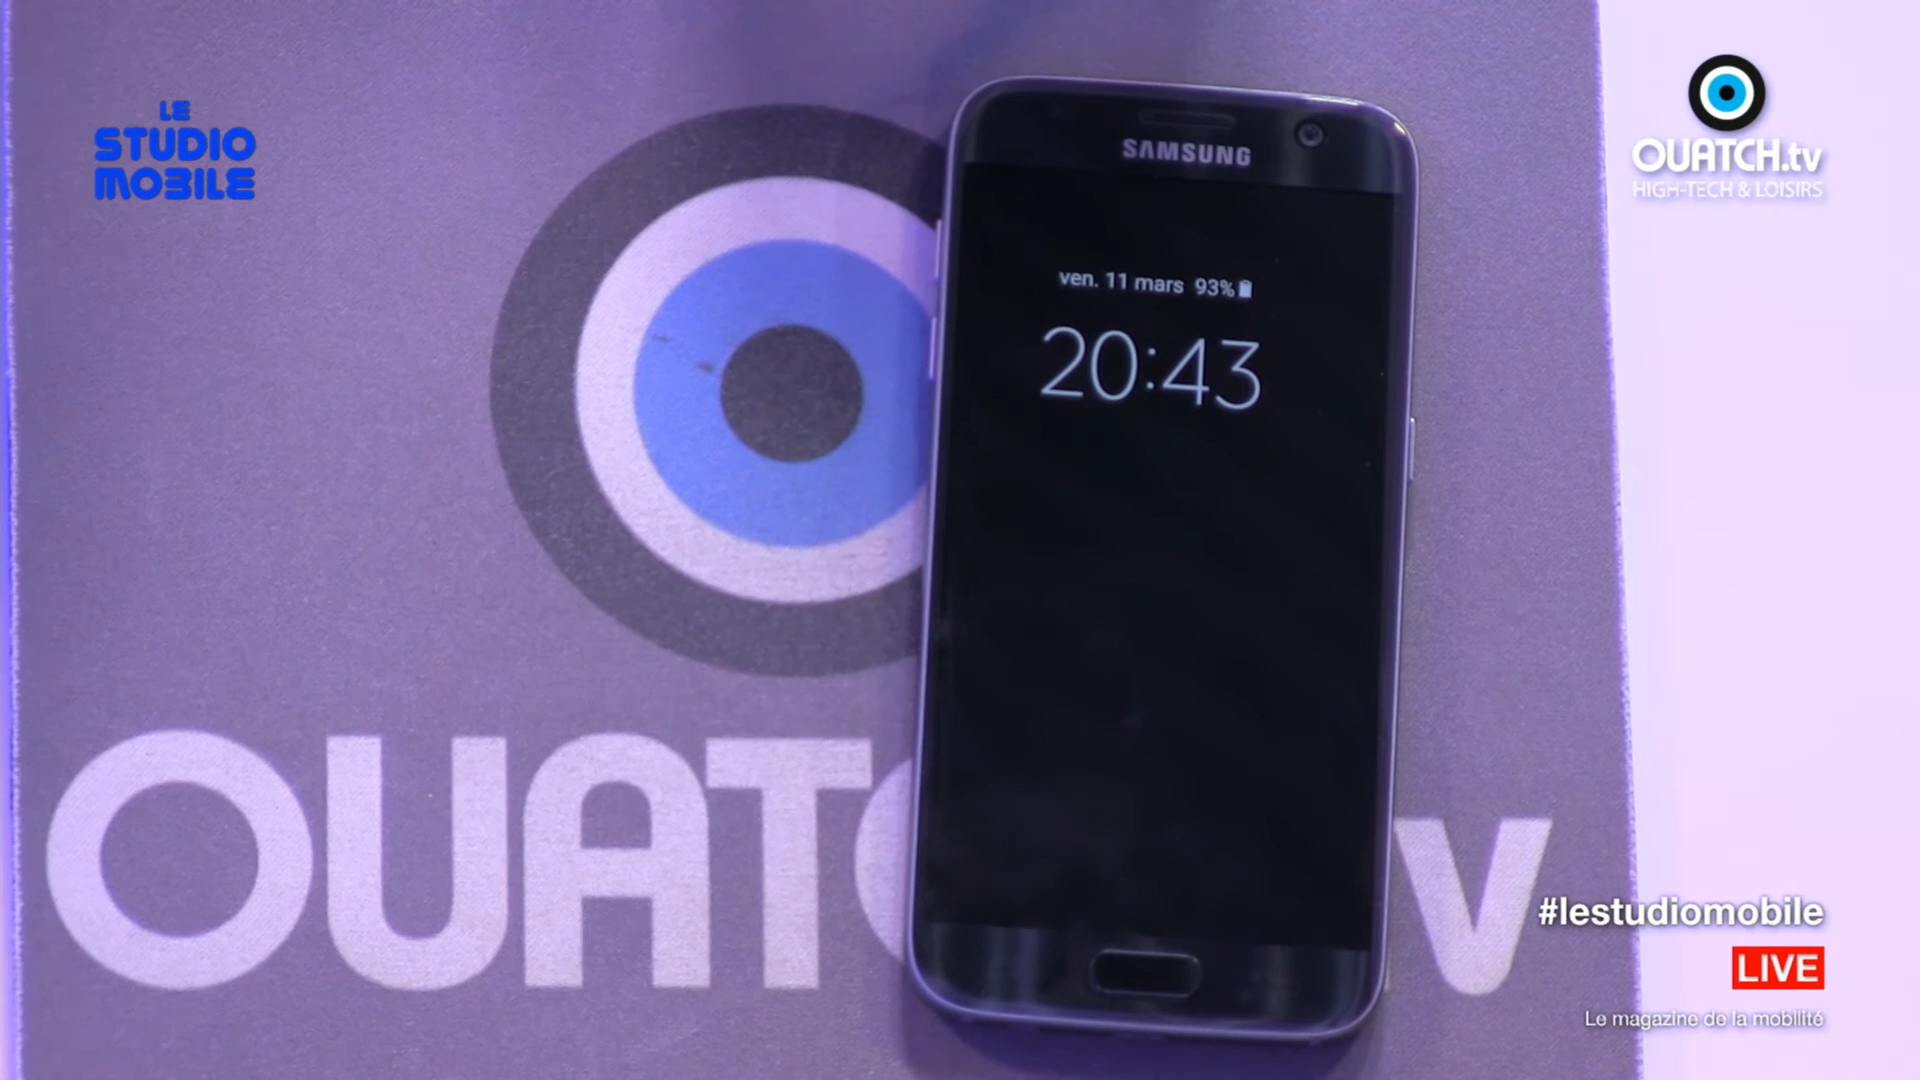 LE
STUDIO
MOBILE
OUATCH.tv
HIGH-TECH & LOISIRS
SAMSUNG
ven. 11 mars 93%
20:43
OUATC V
#lestudiomobile
LIVE
Le magazine de la mobilité